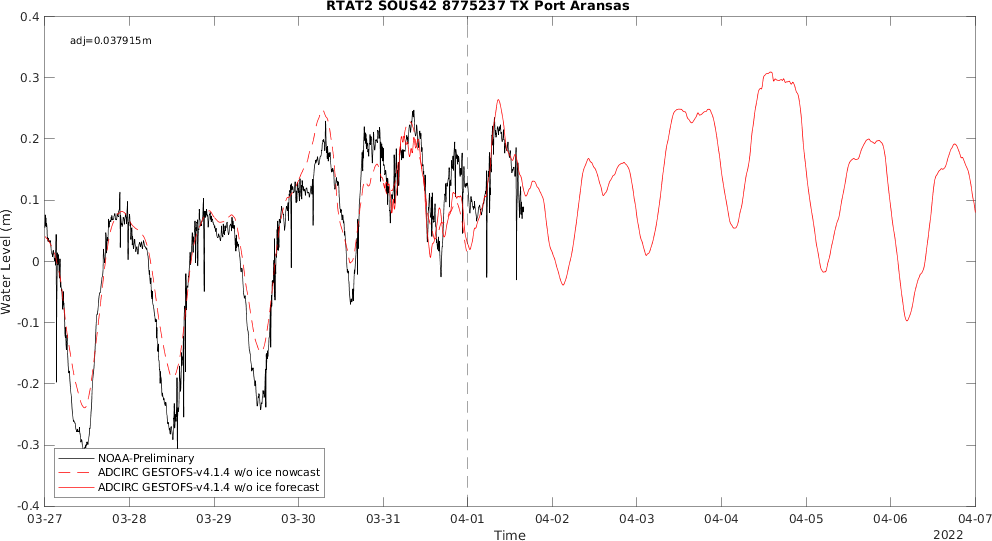 RTAT2 SOUS42 8775237 TX Port Aransas
adj=0.037915m
Water Level (m)
0.4
0.3
0.2
0.1
0
-0.1
-0.2
-0.3
-0.4
NOAA-Preliminary
ADCIRC GESTOFS-v4.1.4 w/o ice nowcast
ADCIRC GESTOFS-v4.1.4 w/o ice forecast
03-27 03-28 03-29 03-30 03-31 04-01 04-02 04-03 04-04 04-05 04-06 04-07
Time
2022